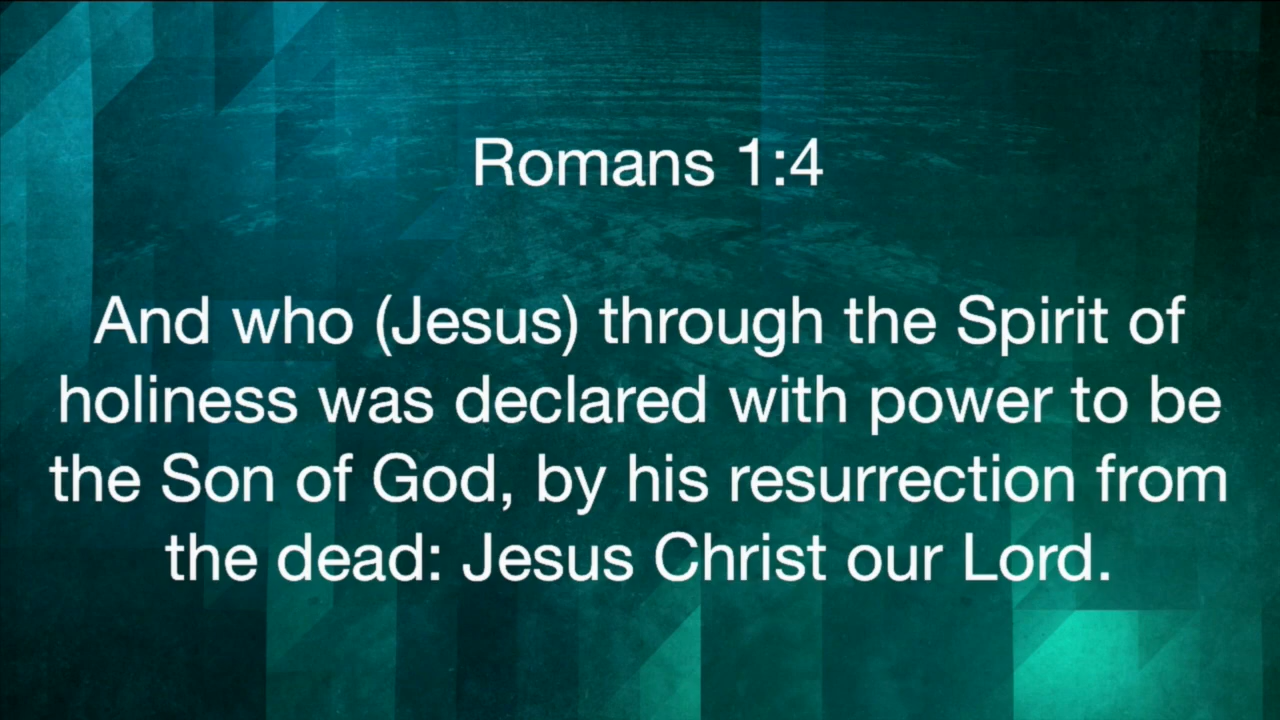 Romans 1:4
And who (Jesus) through the Spirit of
holiness was declared with power to be
the Son of God, by his resurrection from
the dead: Jesus Christ our Lord.